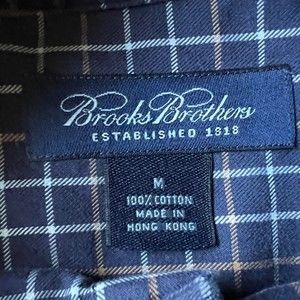 Brooks Brothers
ESTABLISHED 1818
M
100% COTTON
MADE IN
HONG KONG